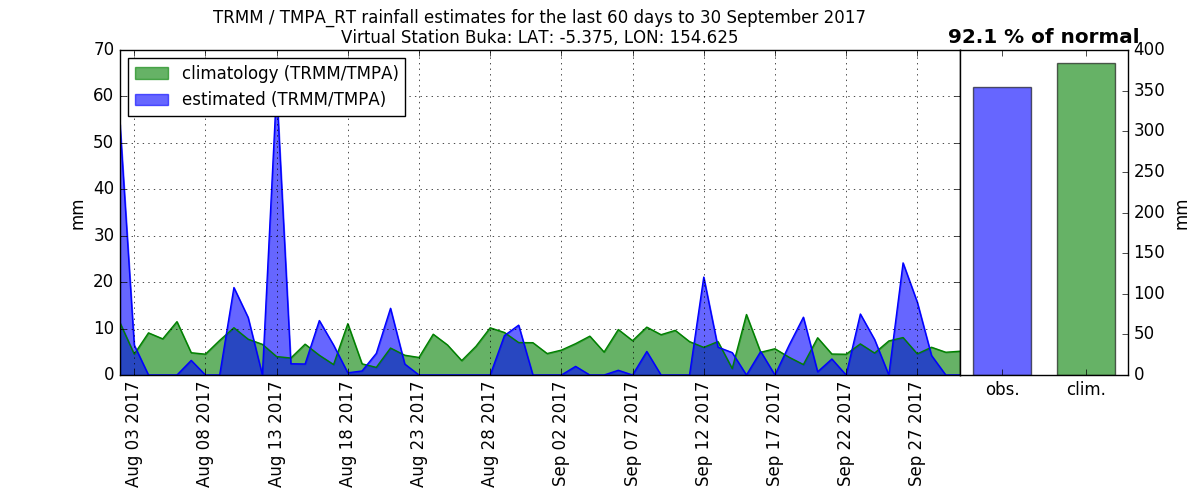 TRMM / TMPA_RT rainfall estimates for the last 60 days to 30 September 2017
Virtual Station Buka: LAT: -5.375, LON: 154.625
92.1 % of normal
climatology (TRMM/TMPA)
estimated (TRMM/TMPA)
70
60
50
40
30
20
10
0
mm
Aug 03 2017
Aug 08 2017
Aug 13 2017
Aug 18 2017
Aug 23 2017
Aug 28 2017
Sep 02 2017
Sep 07 2017
Sep 12 2017
Sep 17 2017
Sep 22 2017
Sep 27 2017
obs.
clim.
400
350
300
250
200
150
100
50
0
mm